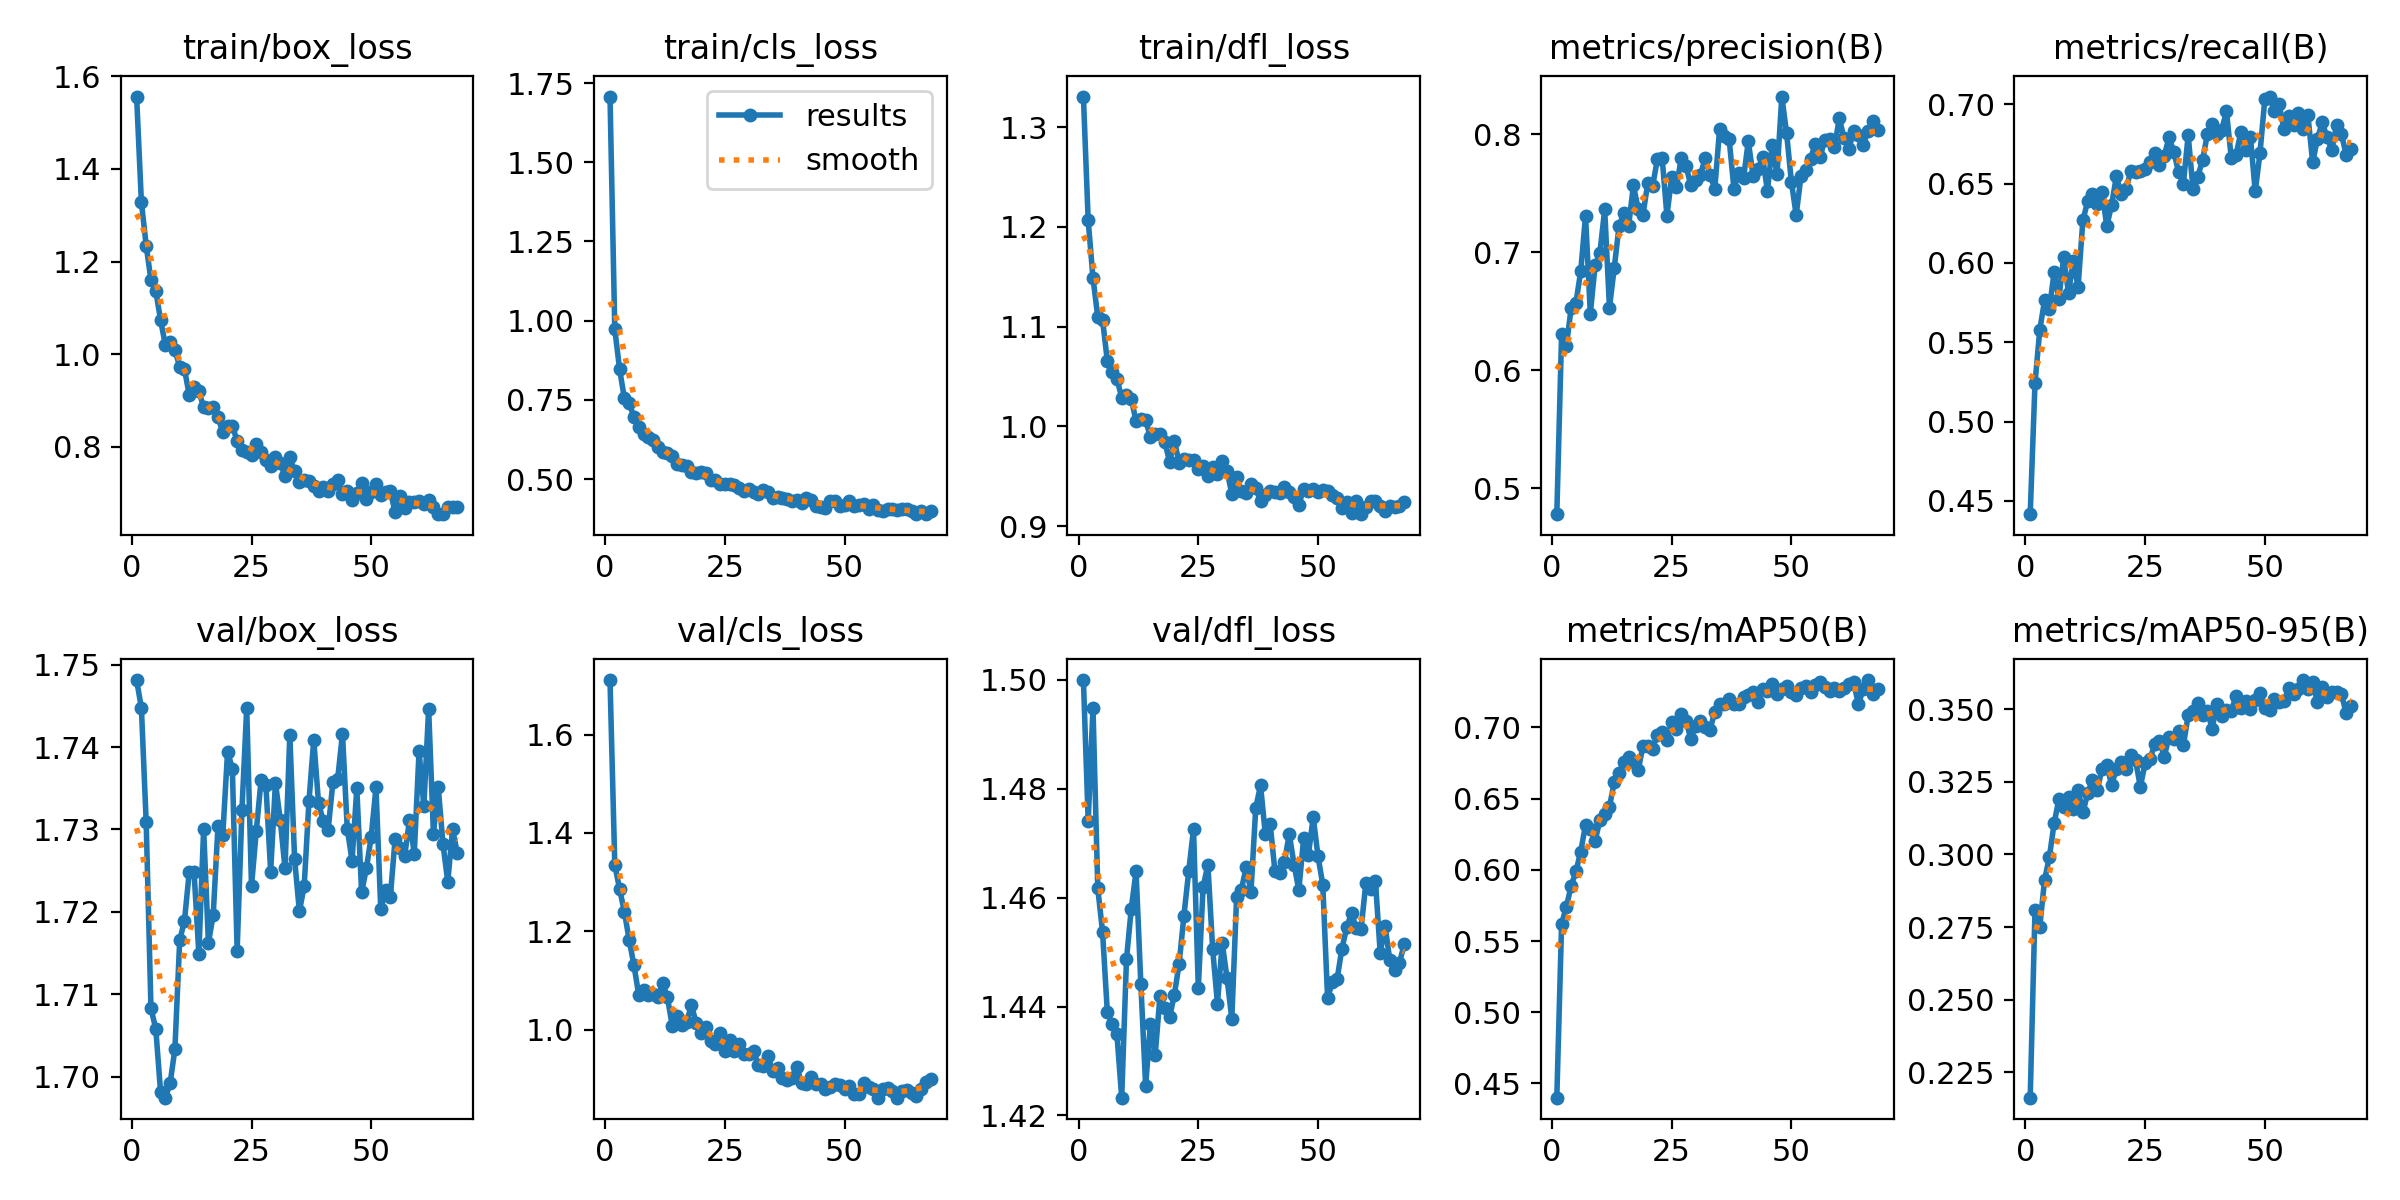 train/box_loss
1.6
1.4
1.2
1.0
0.8
0 25 50
train/cls_loss
results
smooth
1.75
1.50
1.25
1.00
0.75
0.50
0 25 50
train/dfl_loss
1.3
1.2
1.1
1.0
0.9
0 25 50
metrics/precision(B)
0.8
0.7
0.6
0.5
0 25 50
metrics/recall(B)
0.70
0.65
0.60
0.55
0.50
0.45
0 25 50
val/box_loss
1.75
1.74
1.73
1.72
1.71
1.70
0 25 50
val/cls_loss
1.6
1.4
1.2
1.0
0 25 50
val/dfl_loss
1.50
1.48
1.46
1.44
1.42
0 25 50
metrics/mAP50(B)
0.70
0.65
0.60
0.55
0.50
0.45
0 25 50
metrics/mAP50-95(B)
0.350
0.325
0.300
0.275
0.250
0.225
0 25 50